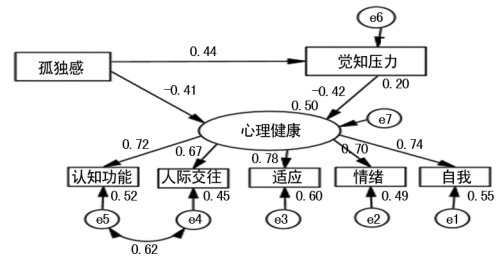 e6
0.44
觉知压力
孤独感
0.20
-0.41
-0.42
0.50
e7
心理健康
0.72
0.67
0.78
0.70
0.74
认知功能
人际交往
适应
情绪
自我
0.52
0.45
0.60
0.49
0.55
e5
e4
e3
e2
e1
0.62